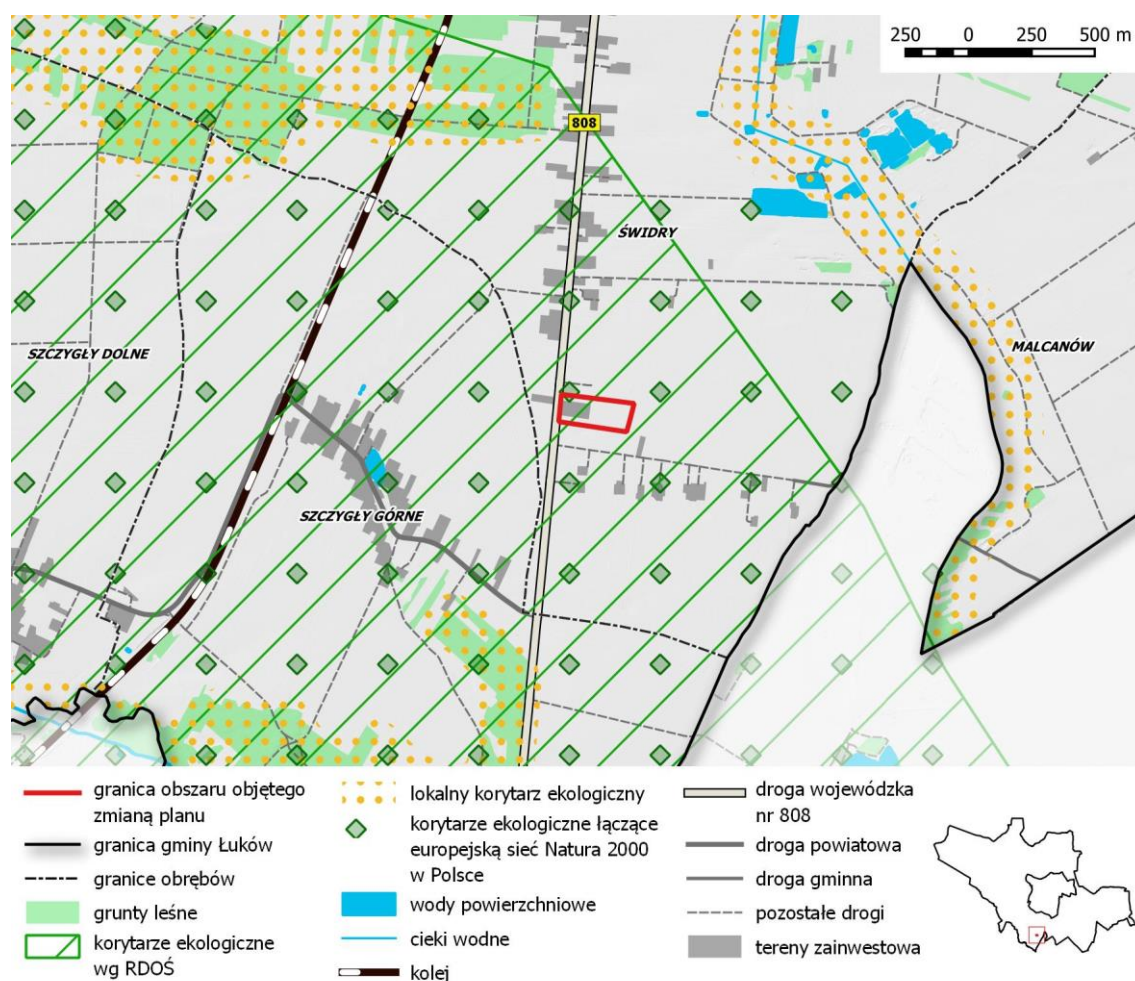 250 0 250 500 m
808
ŚWIDRY
SZCZYGŁY DOLNE
MALCANÓW
SZCZYGŁY GÓRNE
granica obszaru objętego
zmianą planu
granica gminy Łuków
granice obrębów
grunty leśne
korytarze ekologiczne
wg RDOŚ
lokalny korytarz ekologiczny
korytarze ekologiczne łączące
europejską sieć Natura 2000
w Polsce
wody powierzchniowe
cieki wodne
kolej
droga wojewódzka
nr 808
droga powiatowa
droga gminna
pozostałe drogi
tereny zainwestowa